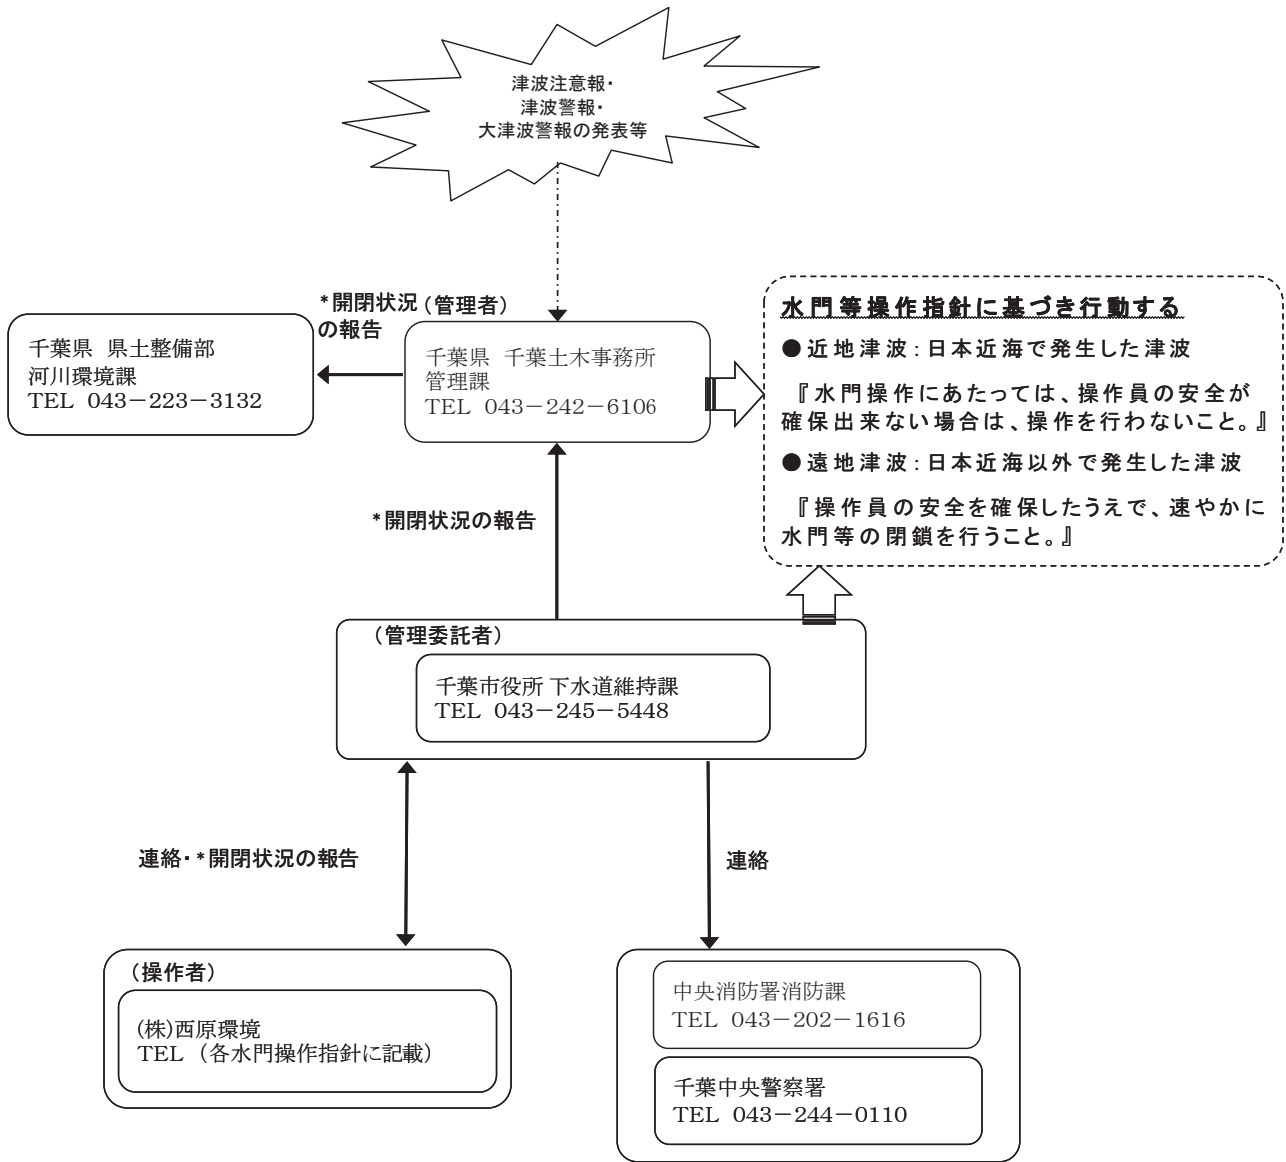 津波注意報・
津波警報・
大津波警報の発表等
*開閉状況
の報告
（管理者）
千葉県 県土整備部
河川環境課
TEL 043－223－3132
千葉県 千葉土木事務所
管理課
TEL 043－242－6106
水門等操作指針に基づき行動する
●近地津波：日本近海で発生した津波
『水門操作にあたっては、操作員の安全が
確保出来ない場合は、操作を行わないこと。』
●遠地津波：日本近海以外で発生した津波
『操作員の安全を確保したうえで、速やかに
水門等の閉鎖を行うこと。』
*開閉状況の報告
（管理委託者）
千葉市役所 下水道維持課
TEL 043－245－5448
連絡・*開閉状況の報告
連絡
（操作者）
(株)西原環境
TEL （各水門操作指針に記載）
中央消防署消防課
TEL 043－202－1616
千葉中央警察署
TEL 043－244－0110